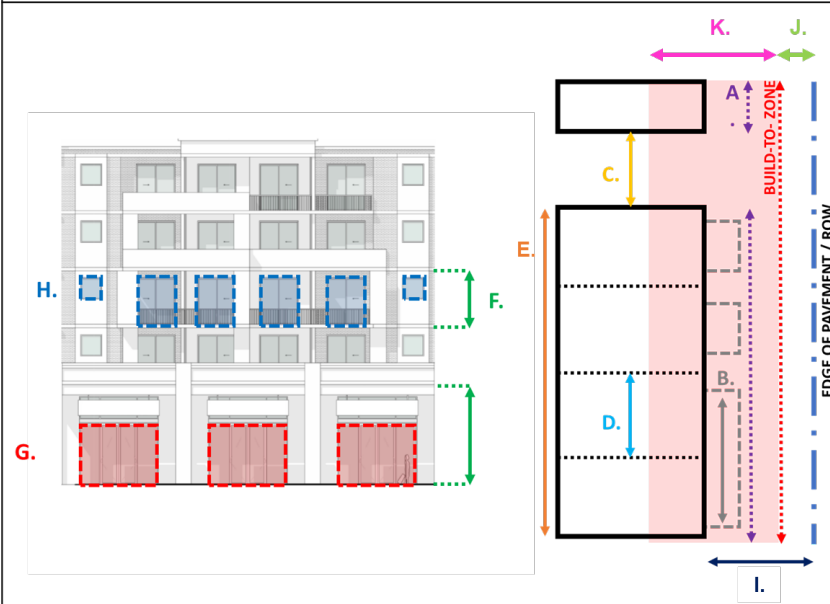 K.
J.
A
.
BUILD-TO- ZONE
C.
E.
H.
F.
EDGE OF PAVEMENT / ROW
B.
D.
G.
I.